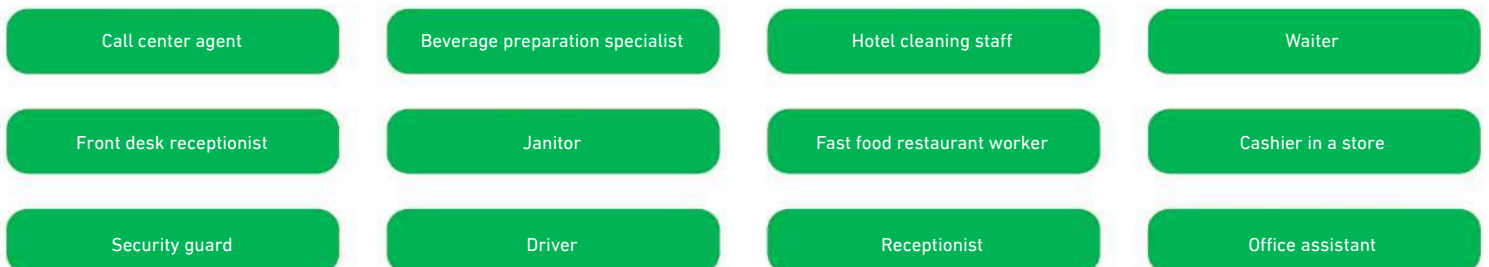 Call center agent
Beverage preparation specialist
Hotel cleaning staff
Waiter
Front desk receptionist
Janitor
Fast food restaurant worker
Cashier in a store
Security guard
Driver
Receptionist
Office assistant